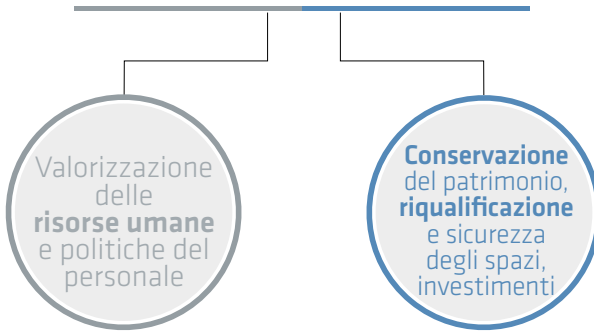 Valorizzazione
delle
risorse umane
e politiche del
personale
Conservazione
del patrimonio,
riqualificazione
e sicurezza
degli spazi,
investimenti